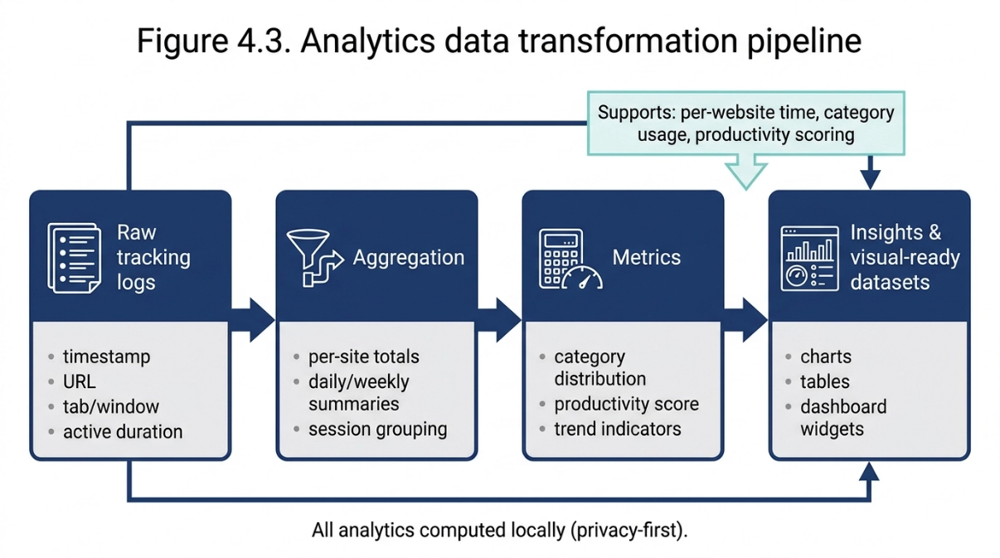 Figure 4.3. Analytics data transformation pipeline
Supports: per-website time, category
usage, productivity scoring
Raw
tracking
logs
• timestamp
• URL
• tab/window
• active duration
Aggregation
• per-site totals
• daily/weekly
summaries
• session grouping
Metrics
• category
distribution
• productivity score
• trend indicators
Insights &
visual-ready
datasets
• charts
• tables
• dashboard
widgets
All analytics computed locally (privacy-first).